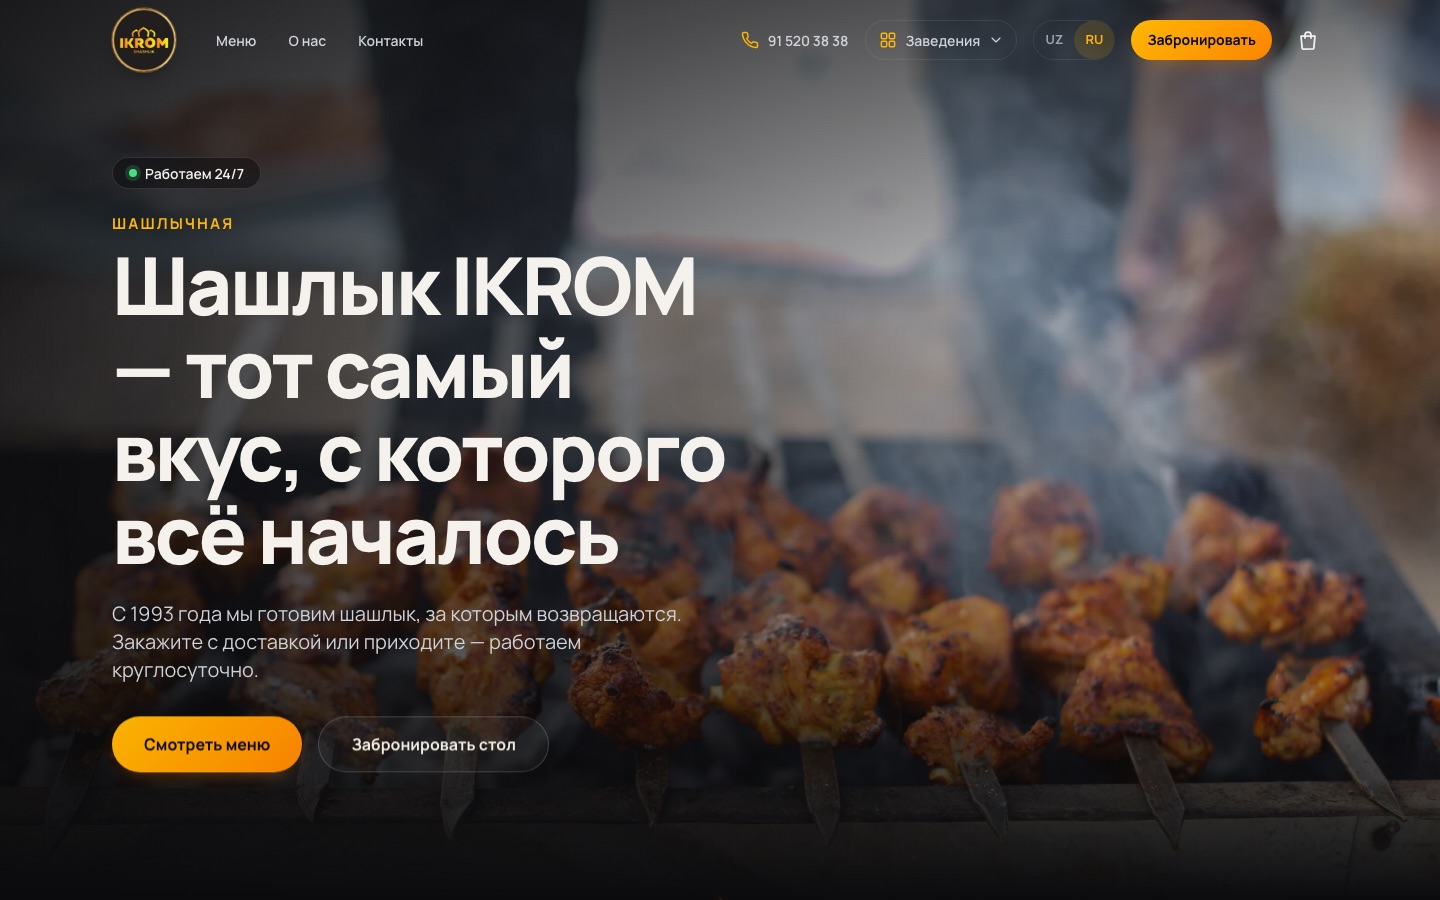 IKROM
Меню
О нас
Контакты
91 520 38 38
Заведения
UZ
RU
Забронировать
Работаем 24/7
ШАШЛЫЧНАЯ
Шашлык IKROM
— тот самый
вкус, с которого
всё началось
С 1993 года мы готовим шашлык, за которым возвращаются.
Закажите с доставкой или приходите — работаем
круглосуточно.
Смотреть меню
Забронировать стол